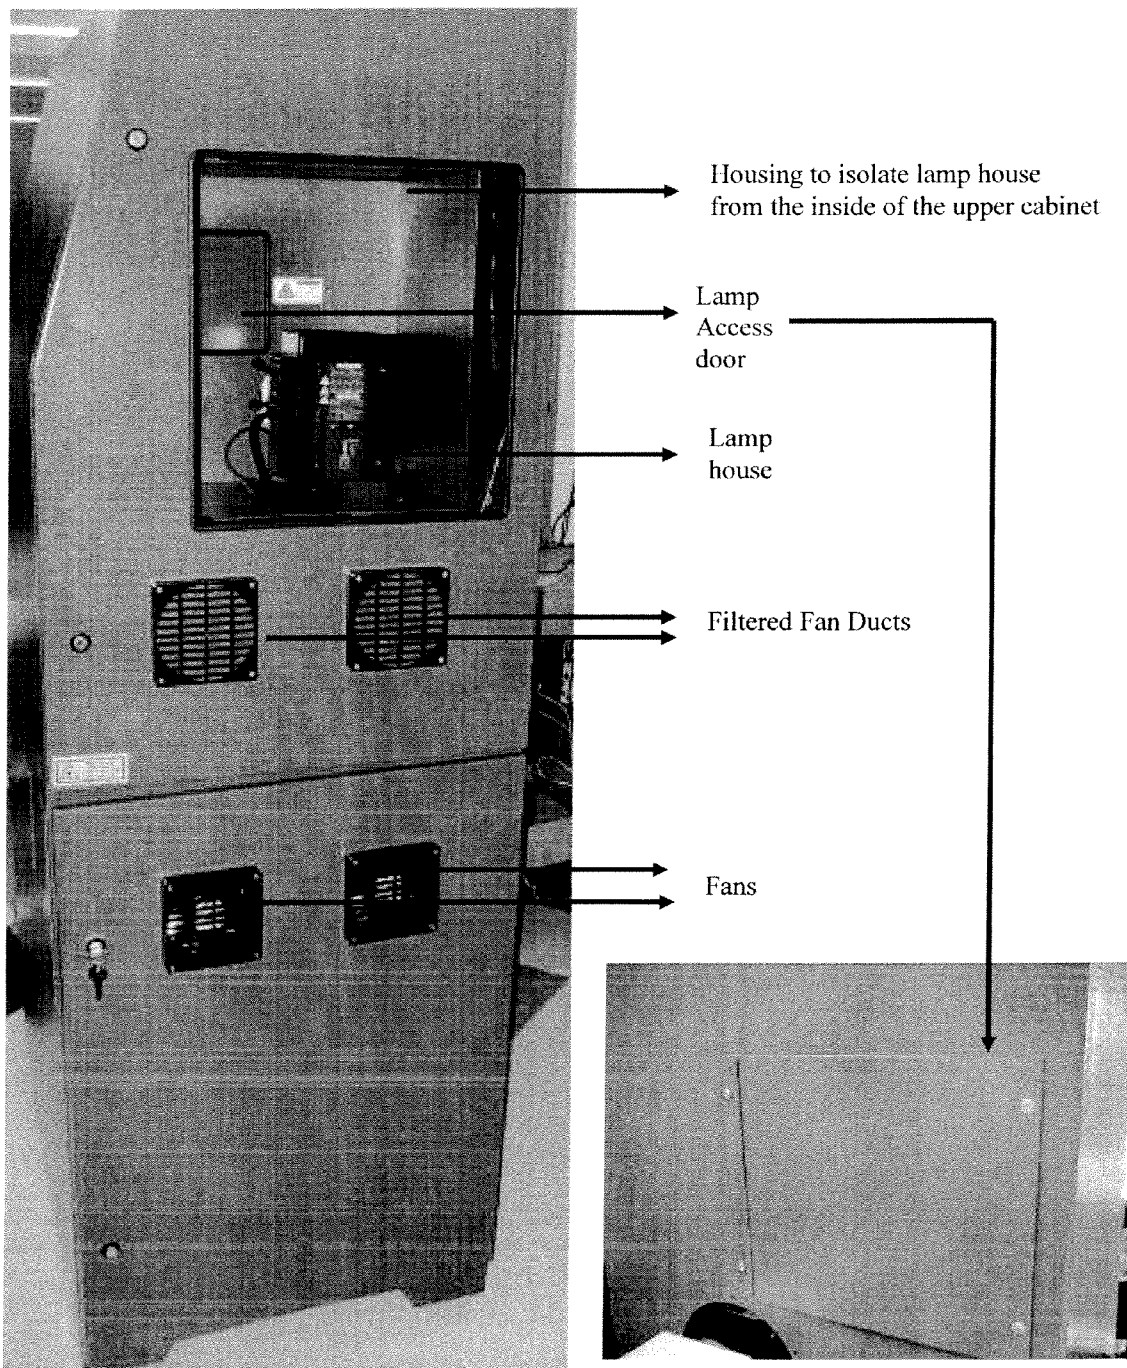 Housing to isolate lamp house
from the inside of the upper cabinet
Lamp
Access
door
Lamp
house
Filtered Fan Ducts
Fans